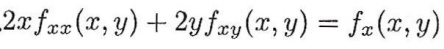 .2xf_{xx}(x, y) + 2yf_{xy}(x, y) = f_x(x, y)